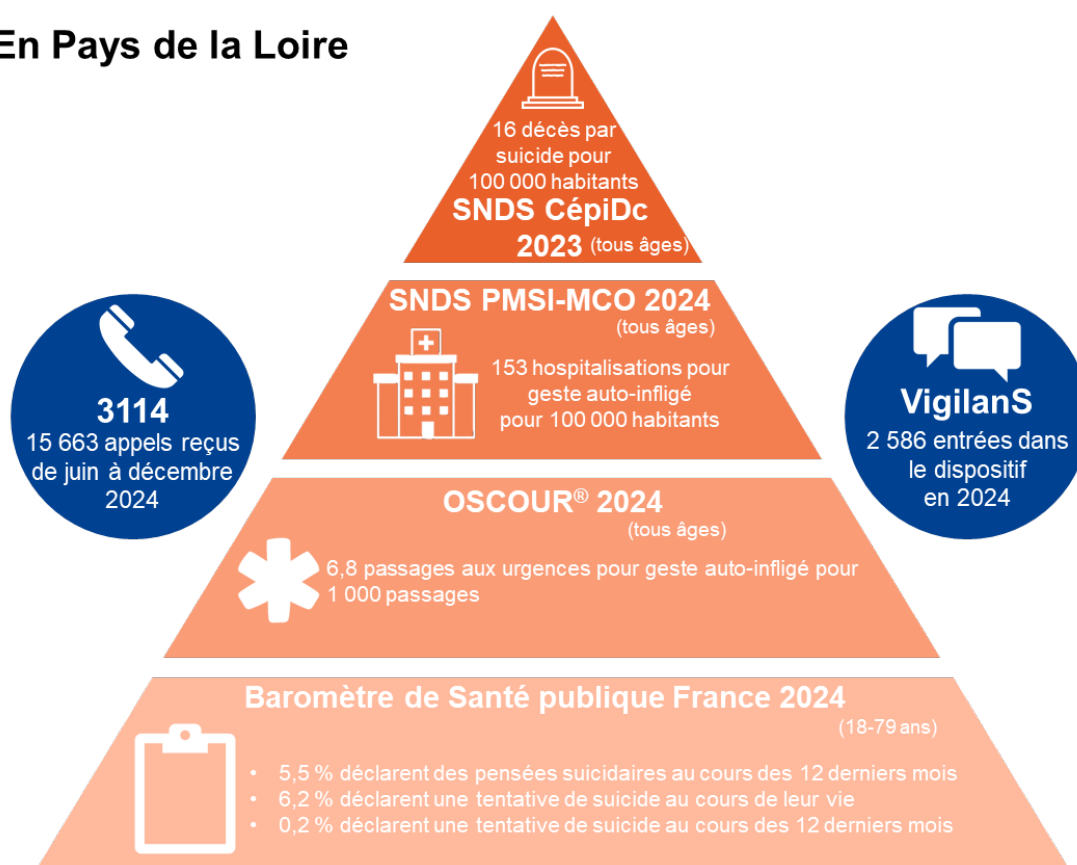 En Pays de la Loire
16 décès par
suicide pour
100 000 habitants
SNDS CépiDc
2023 (tous âges)
SNDS PMSI-MCO 2024
(tous âges)
153 hospitalisations pour
geste auto-infligé
pour 100 000 habitants
3114
15 663 appels reçus
de juin à décembre
2024
VigilanS
2 586 entrées dans
le dispositif
en 2024
OSCOUR® 2024
(tous âges)
6,8 passages aux urgences pour geste auto-infligé pour
1 000 passages
Baromètre de Santé publique France 2024
(18-79 ans)
• 5,5 % déclarent des pensées suicidaires au cours des 12 derniers mois
• 6,2 % déclarent une tentative de suicide au cours de leur vie
• 0,2 % déclarent une tentative de suicide au cours des 12 derniers mois